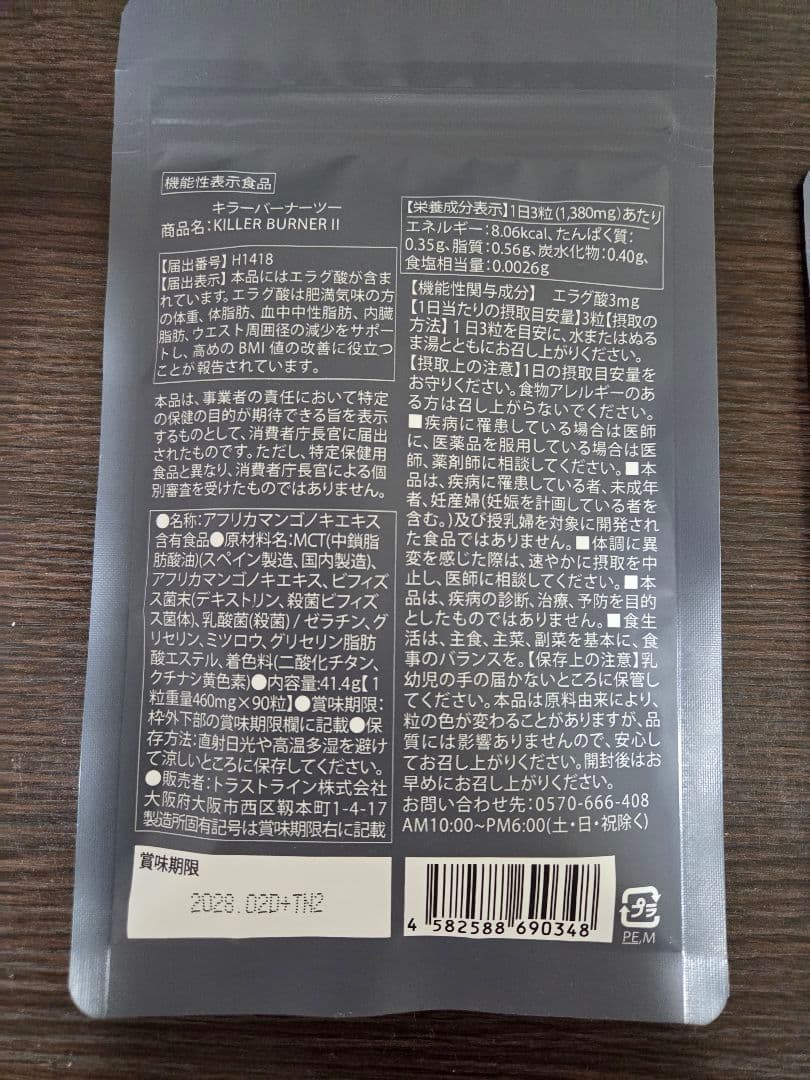 機能性表示食品
キラーバーナーツー
商品名:KILLER BURNER II
【届出番号】H1418
【届出表示】本品にはエラグ酸が含ま
れています。エラグ酸は肥満気味の方
の体重、体脂肪、血中中性脂肪、内臓
脂肪、ウエスト周囲径の減少をサポー
トし、高めのBMI値の改善に役立つ
ことが報告されています。
本品は、事業者の責任において特定
の保健の目的が期待できる旨を表示
するものとして、消費者庁長官に届出
されたものです。ただし、特定保健用
食品と異なり、消費者庁長官による個
別審査を受けたものではありません。
●名称:アフリカマンゴノキエキス
含有食品●原材料名:MCT(中鎖脂
肪酸油)(スペイン製造、国内製造)、
アフリカマンゴノキエキス、ビフィズ
ス菌末(デキストリン、殺菌ビフィズ
ス菌体)、乳酸菌(殺菌)/ゼラチン、グ
リセリン、ミツロウ、グリセリン脂肪
酸エステル、着色料(二酸化チタン、
クチナシ黄色素)●内容量:41.4g【1
粒重量460mg×90粒】●賞味期限:
枠外下部の賞味期限欄に記載●保
存方法:直射日光や高温多湿を避け
て涼しいところに保存してください。
●販売者:トラストライン株式会社
大阪府大阪市西区靱本町1-4-17
製造所固有記号は賞味期限右に記載
【栄養成分表示】1日3粒(1,380mg)あたり
エネルギー:8.06kcal、たんぱく質:
0.35g、脂質:0.56g、炭水化物:0.40g、
食塩相当量:0.0026g
【機能性関与成分】 エラグ酸3mg
【1日当たりの摂取目安量】3粒【摂取の
方法】1日3粒を目安に、水またはぬる
ま湯とともにお召し上がりください。
【摂取上の注意】1日の摂取目安量を
お守りください。食物アレルギーのあ
る方は召し上がらないでください。
■疾病に罹患している場合は医師
に、医薬品を服用している場合は医
師、薬剤師に相談してください。■本
品は、疾病に罹患している者、未成年
者、妊産婦(妊娠を計画している者を
含む。)及び授乳婦を対象に開発され
た食品ではありません。■体調に異
変を感じた際は、速やかに摂取を中
止し、医師に相談してください。■本
品は、疾病の診断、治療、予防を目的
としたものではありません。■食生
活は、主食、主菜、副菜を基本に、食
事のバランスを。【保存上の注意】乳
幼児の手の届かないところに保管し
てください。本品は原料由来により、
粒の色が変わることがありますが、品
質には影響ありませんので、安心し
てお召し上がりください。開封後はお
早めにお召し上がりください。
お問い合わせ先:0570-666-408
AM10:00~PM6:00(土・日・祝除く)
賞味期限
2028.02D+TN2
4 582588 690348
プラ
PE,M